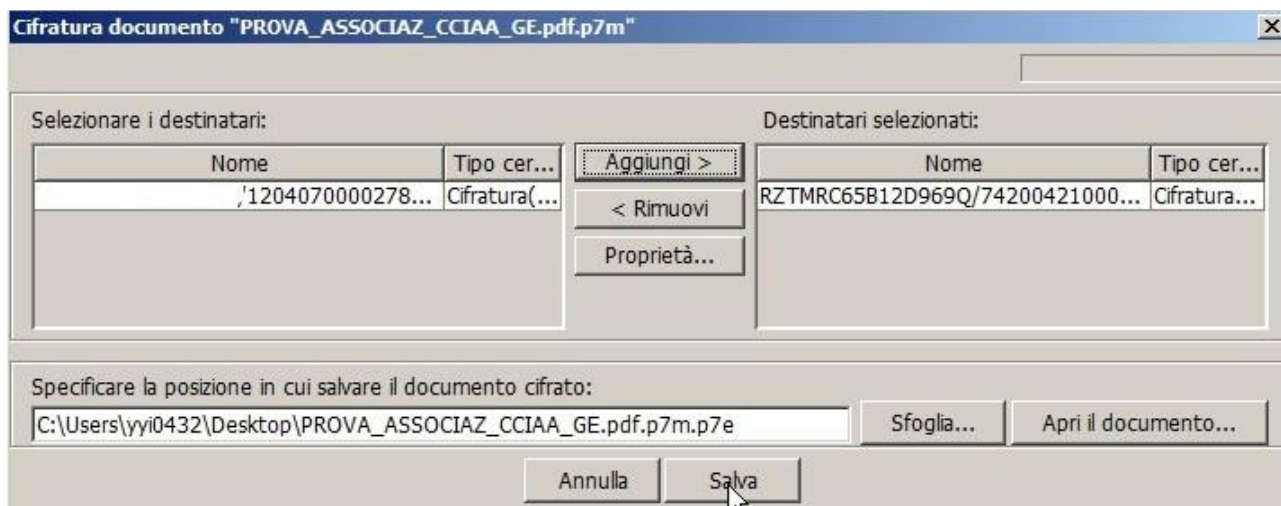 Cifratura documento "PROVA_ASSOCIAZ_CCIAA_GE.pdf.p7m"
Selezionare i destinatari:
Nome Tipo cer...
,'1204070000278... Cifratura(...
Aggiungi >
< Rimuovi
Proprietà...
Destinatari selezionati:
Nome Tipo cer...
RZTMRC65B12D969Q/74200421000... Cifratura...
Specificare la posizione in cui salvare il documento cifrato:
C:\Users\yyi0432\Desktop\PROVA_ASSOCIAZ_CCIAA_GE.pdf.p7m.p7e Sfoglia... Apri il documento...
Annulla Salva